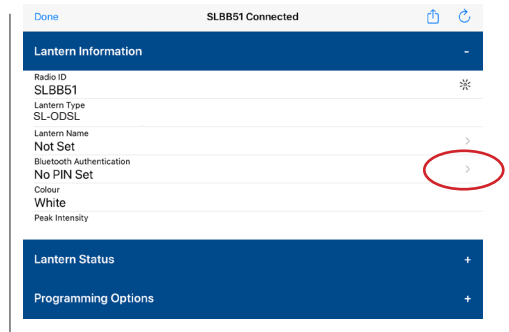 Done SLBB51 Connected
Lantern Information -
Radio ID
SLBB51
Lantern Type
SL-ODSL
Lantern Name
Not Set
Bluetooth Authentication
No PIN Set
Colour
White
Peak Intensity
Lantern Status +
Programming Options +